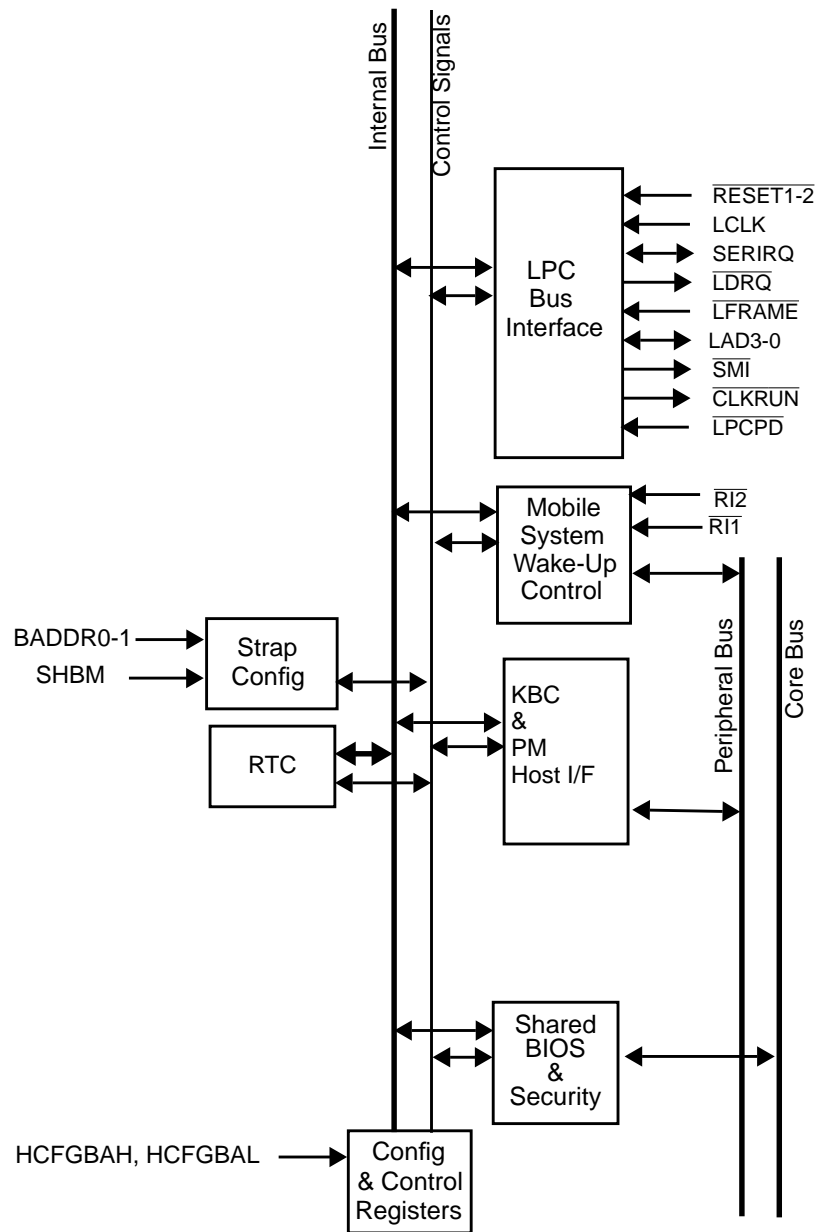 Internal Bus
Control Signals
LPC
Bus
Interface
RESET1-2
LCLK
SERIRQ
LDRQ
LFRAME
LAD3-0
SMI
CLKRUN
LPCPD
Mobile
System
Wake-Up
Control
RI2
RI1
Peripheral Bus
Core Bus
BADDR0-1
SHBM
Strap
Config
KBC
&
PM
Host I/F
RTC
Shared
BIOS
&
Security
HCFGBAH, HCFGBAL
Config
& Control
Registers